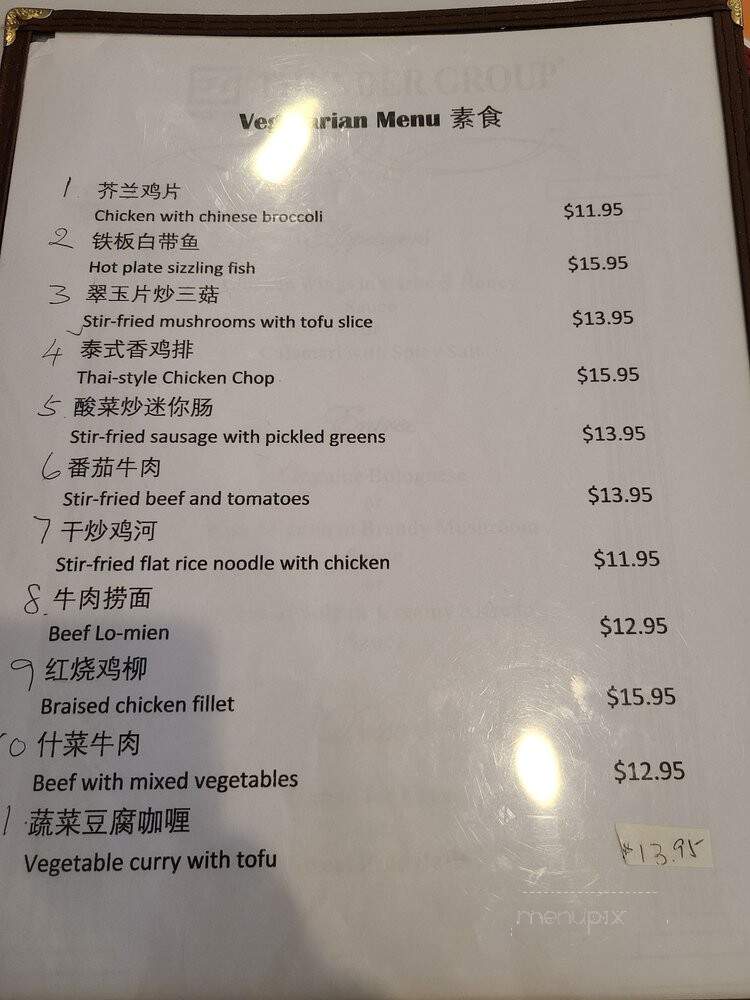 Vegetarian Menu 素食
1 芥兰鸡片
Chicken with chinese broccoli $11.95
2 铁板白带鱼
Hot plate sizzling fish $15.95
3 翠玉片炒三菇
Stir-fried mushrooms with tofu slice $13.95
4 泰式香鸡排
Thai-style Chicken Chop $15.95
5 酸菜炒迷你肠
Stir-fried sausage with pickled greens $13.95
6 番茄牛肉
Stir-fried beef and tomatoes $13.95
7 干炒鸡河
Stir-fried flat rice noodle with chicken $11.95
8. 牛肉捞面
Beef Lo-mien $12.95
9 红烧鸡柳
Braised chicken fillet $15.95
0 什菜牛肉
Beef with mixed vegetables $12.95
1 蔬菜豆腐咖喱
Vegetable curry with tofu $13.95
menupix